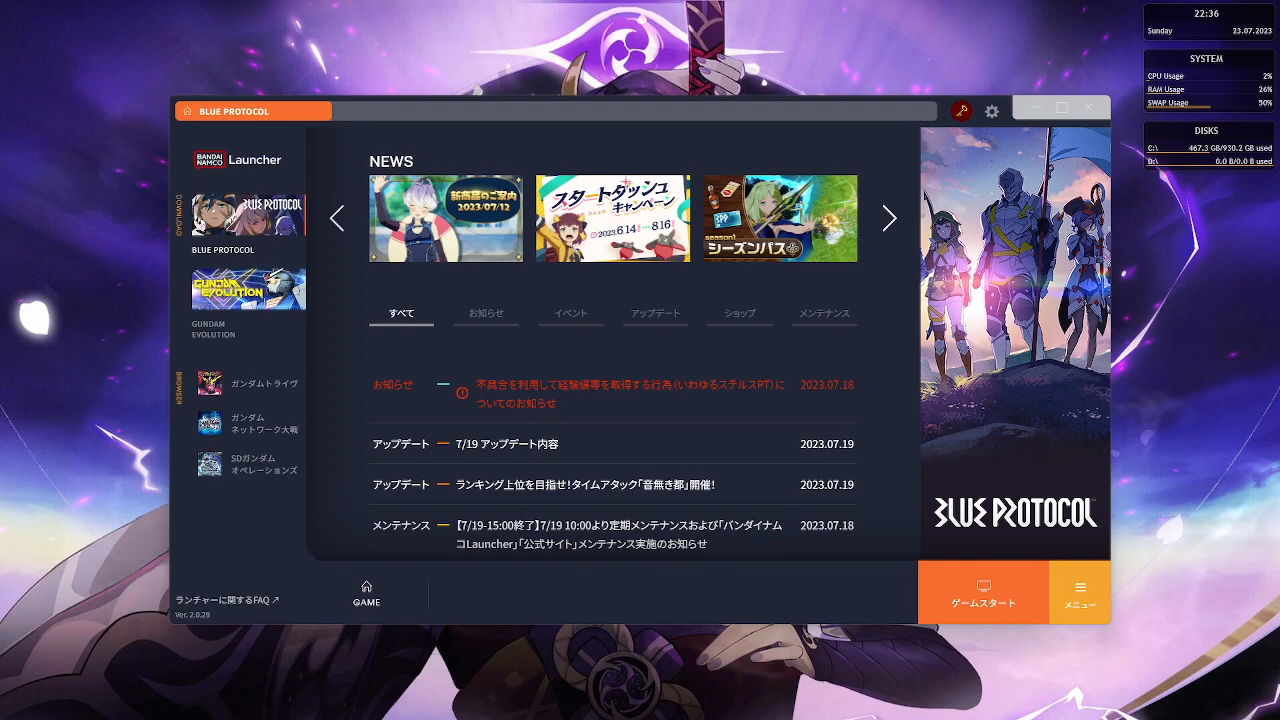 22:36
Sunday 23.07.2023
SYSTEM
CPU Usage 2%
RAM Usage 26%
SWAP Usage 50%
DISKS
C:\ 467.3 GB/930.2 GB used
D:\ 0.0 B/0.0 B used
BLUE PROTOCOL
BANDAI
NAMCO
Launcher
DOWNLOAD
BLUE PROTOCOL
BLUE PROTOCOL
GUNDAM
EVOLUTION
GUNDAM
EVOLUTION
BROWSER
ガンダムトライヴ
ガンダム
ネットワーク大戦
SDガンダム
オペレーションズ
ランチャーに関するFAQ ↗
Ver. 2.0.29
NEWS
新商品のご案内
2023/07/12
スタートダッシュ
DASH
キャンペーン
2023.6.14 8.16
SEASON1
シーズンパス
すべて お知らせ イベント アップデート ショップ メンテナンス
お知らせ 不具合を利用して経験値等を取得する行為（いわゆるステルスPT）に 2023.07.18
ついてのお知らせ
アップデート 7/19 アップデート内容 2023.07.19
アップデート ランキング上位を目指せ！タイムアタック「音無き都」開催！ 2023.07.19
メンテナンス 【7/19-15:00終了】7/19 10:00より定期メンテナンスおよび「バンダイナム 2023.07.18
コLauncher」「公式サイト」メンテナンス実施のお知らせ
GAME
BLUE PROTOCOL
ゲームスタート
メニュー